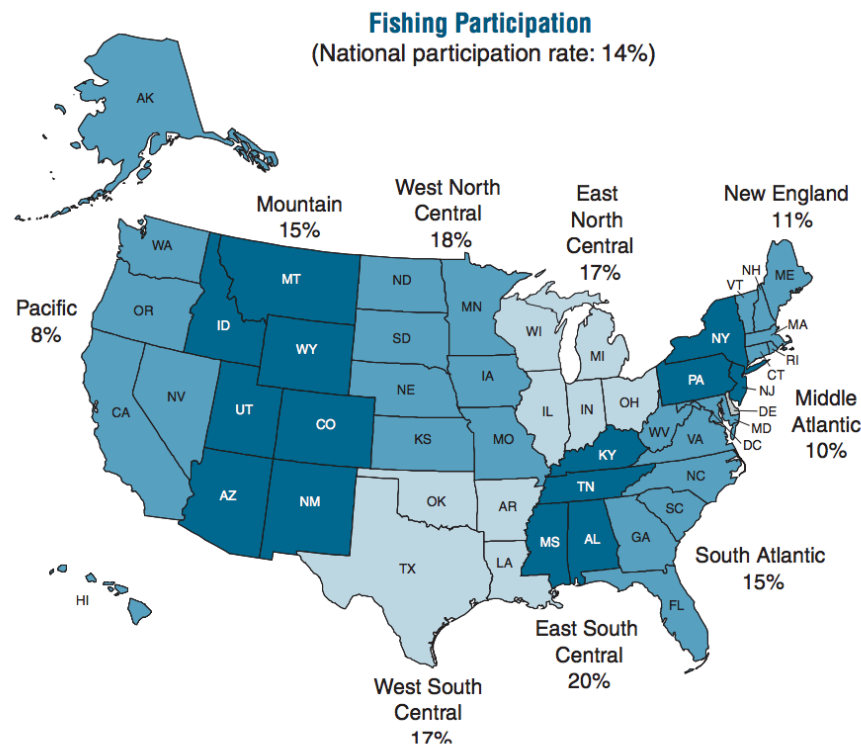 Fishing Participation
(National participation rate: 14%)
AK
Mountain
15%
West North
Central
18%
East
North
Central
17%
New England
11%
Pacific
8%
WA
OR
CA
NV
ID
MT
WY
UT
CO
AZ
NM
ND
SD
NE
KS
MN
IA
MO
WI
MI
IL
IN
OH
OK
TX
AR
LA
KY
TN
MS
AL
NY
PA
VT
NH
ME
MA
RI
CT
NJ
DE
MD
DC
WV
VA
NC
SC
GA
FL
HI
Middle
Atlantic
10%
South Atlantic
15%
East South
Central
20%
West South
Central
17%